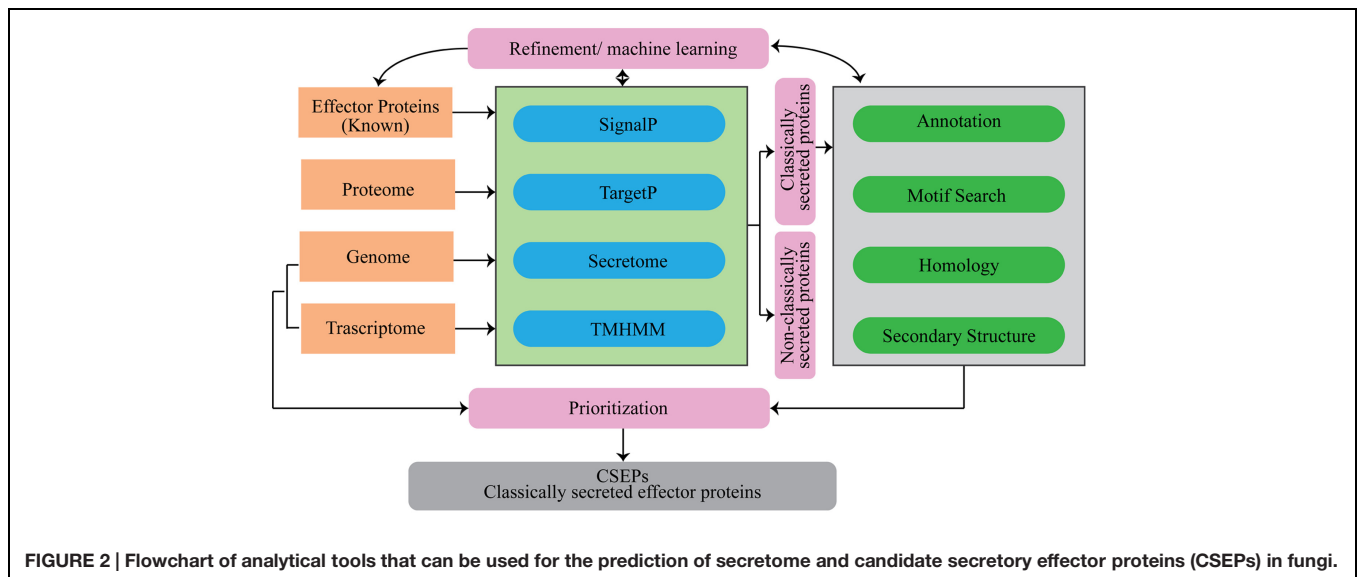 Refinement/ machine learning
Effector Proteins
(Known)
Proteome
Genome
Trascriptome
SignalP
TargetP
Secretome
TMHMM
Classically
secreted proteins
Non-classically
secreted proteins
Annotation
Motif Search
Homology
Secondary Structure
Prioritization
CSEPs
Classically secreted effector proteins
FIGURE 2 | Flowchart of analytical tools that can be used for the prediction of secretome and candidate secretory effector proteins (CSEPs) in fungi.